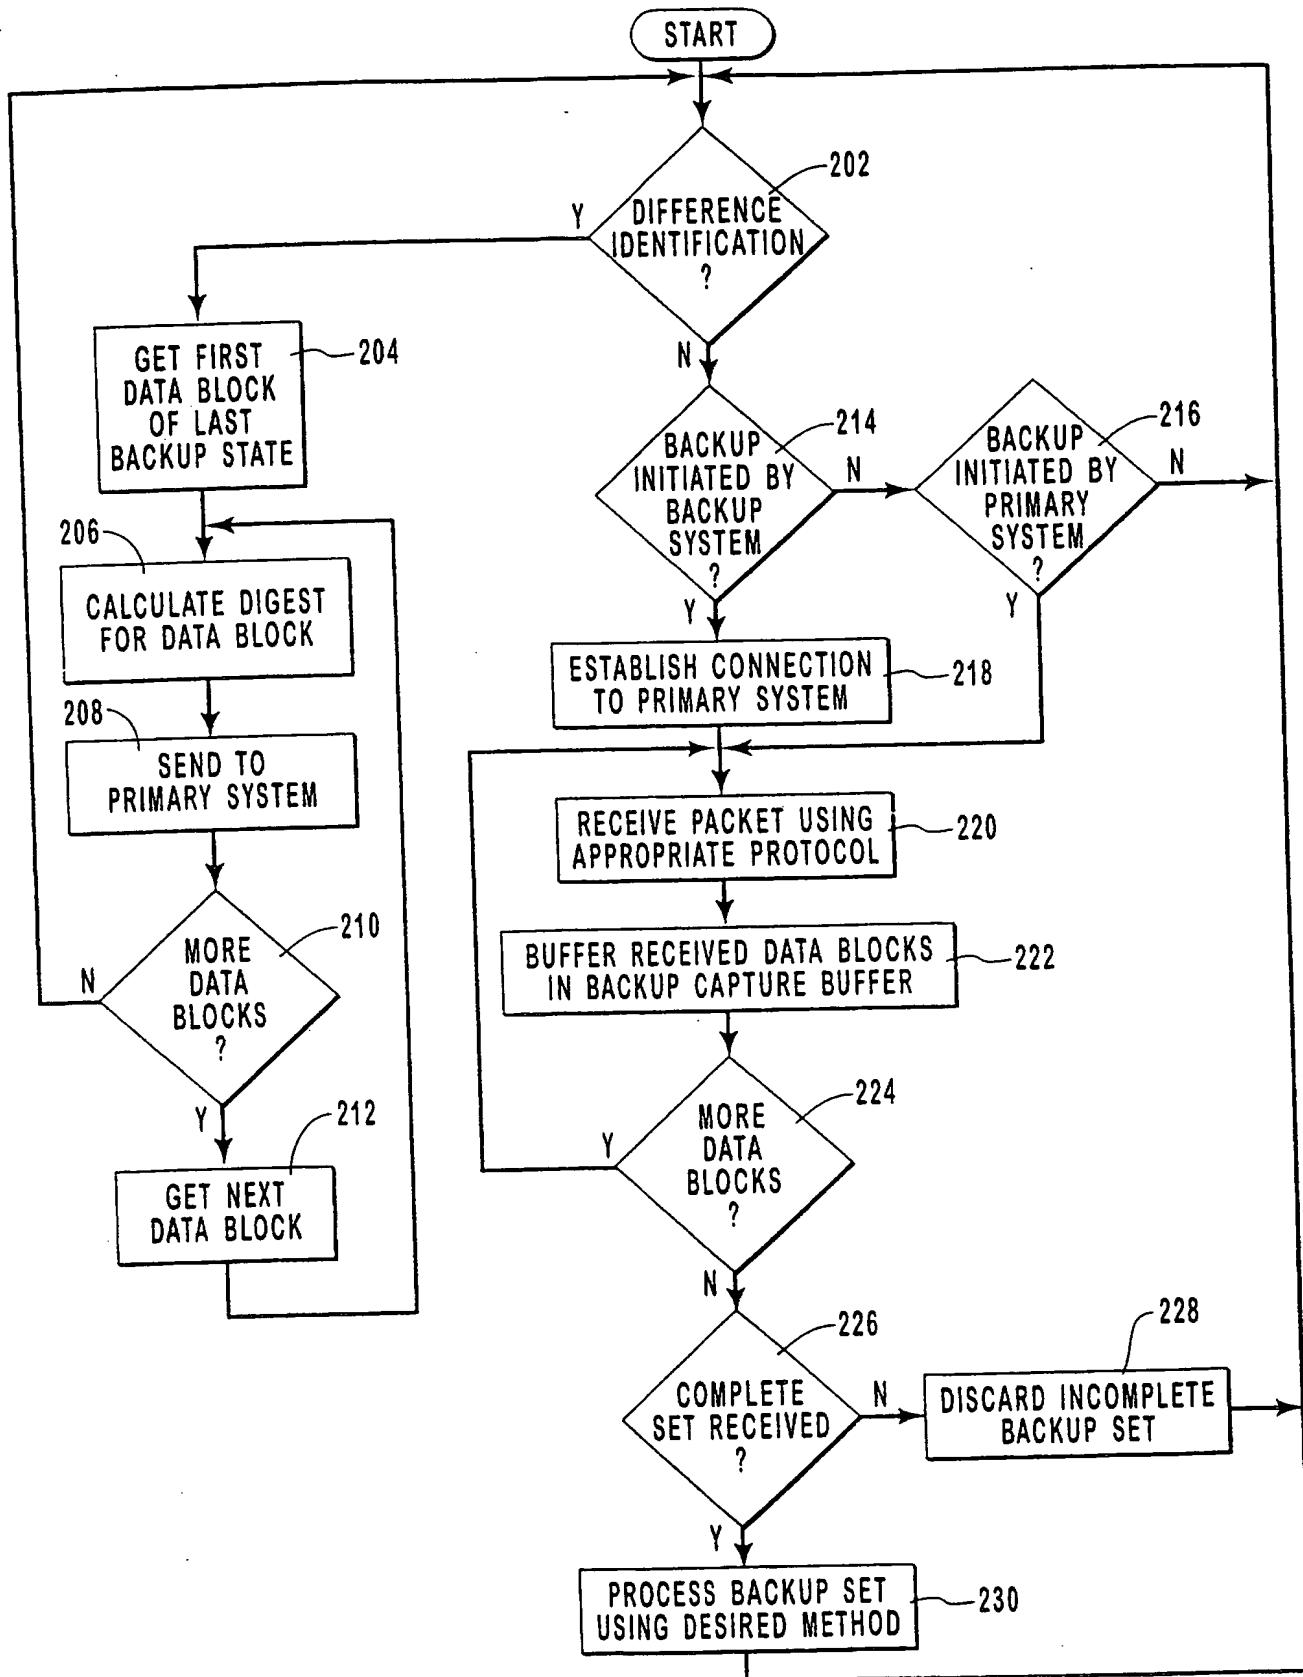 START
202
DIFFERENCE
IDENTIFICATION
?
Y
N
GET FIRST
DATA BLOCK
OF LAST
BACKUP STATE
204
206
CALCULATE DIGEST
FOR DATA BLOCK
208
SEND TO
PRIMARY SYSTEM
210
MORE
DATA
BLOCKS
?
N
Y
212
GET NEXT
DATA BLOCK
214
BACKUP
INITIATED BY
BACKUP
SYSTEM
?
N
Y
216
BACKUP
INITIATED BY
PRIMARY
SYSTEM
?
N
Y
ESTABLISH CONNECTION
TO PRIMARY SYSTEM
218
RECEIVE PACKET USING
APPROPRIATE PROTOCOL
220
BUFFER RECEIVED DATA BLOCKS
IN BACKUP CAPTURE BUFFER
222
224
MORE
DATA
BLOCKS
?
Y
N
226
COMPLETE
SET RECEIVED
?
N
Y
228
DISCARD INCOMPLETE
BACKUP SET
PROCESS BACKUP SET
USING DESIRED METHOD
230